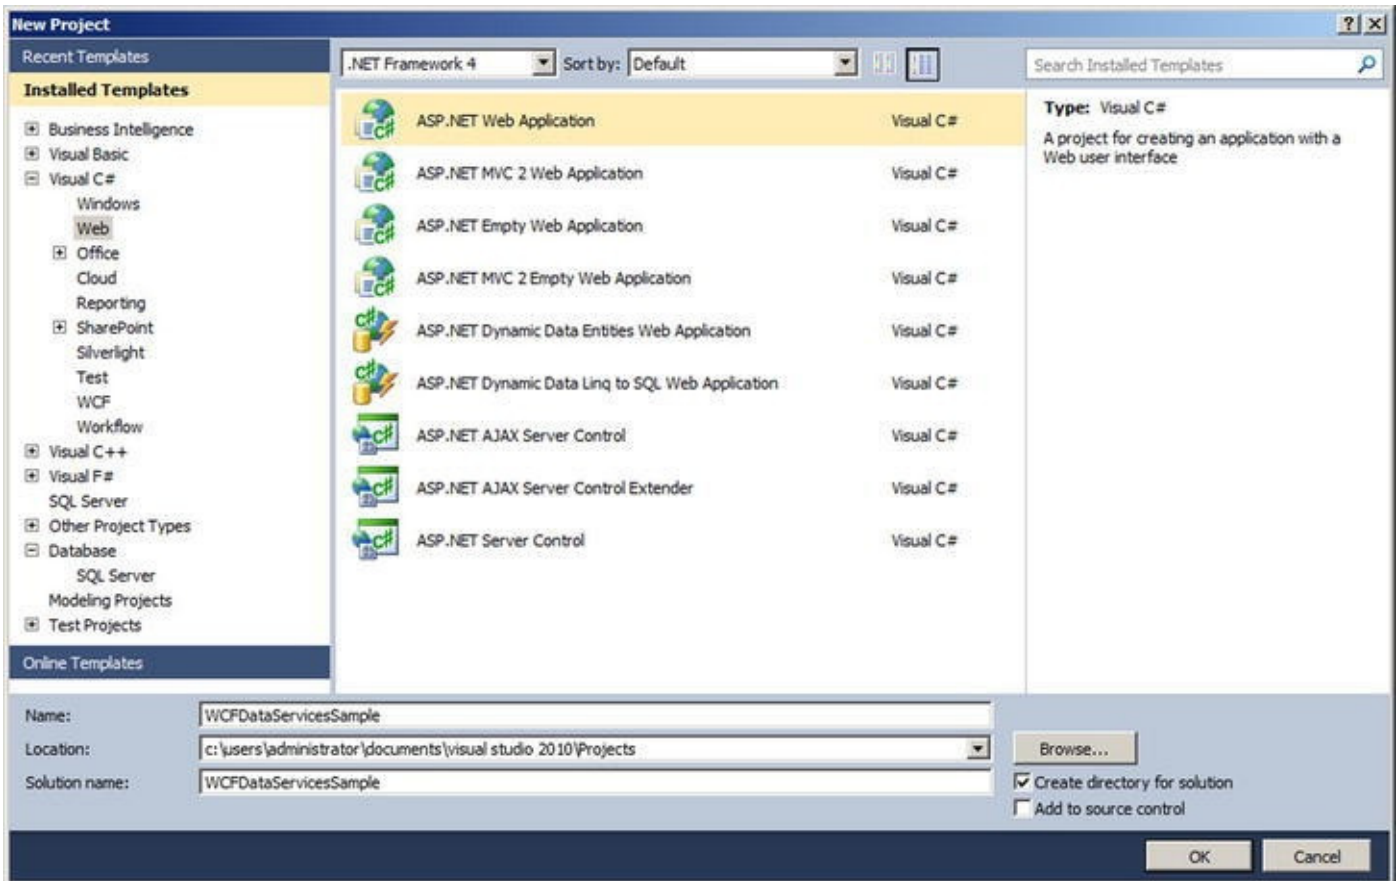 New Project
Recent Templates
.NET Framework 4 Sort by: Default
Search Installed Templates
Installed Templates
Business Intelligence
Visual Basic
Visual C#
Windows
Web
Office
Cloud
Reporting
SharePoint
Silverlight
Test
WCF
Workflow
Visual C++
Visual F#
SQL Server
Other Project Types
Database
SQL Server
Modeling Projects
Test Projects
Online Templates
ASP.NET Web Application Visual C#
ASP.NET MVC 2 Web Application Visual C#
ASP.NET Empty Web Application Visual C#
ASP.NET MVC 2 Empty Web Application Visual C#
ASP.NET Dynamic Data Entities Web Application Visual C#
ASP.NET Dynamic Data Linq to SQL Web Application Visual C#
ASP.NET AJAX Server Control Visual C#
ASP.NET AJAX Server Control Extender Visual C#
ASP.NET Server Control Visual C#
Type: Visual C#
A project for creating an application with a
Web user interface
Name: WCFDataServicesSample
Location: c:\users\administrator\documents\visual studio 2010\Projects
Browse...
Solution name: WCFDataServicesSample
Create directory for solution
Add to source control
OK Cancel